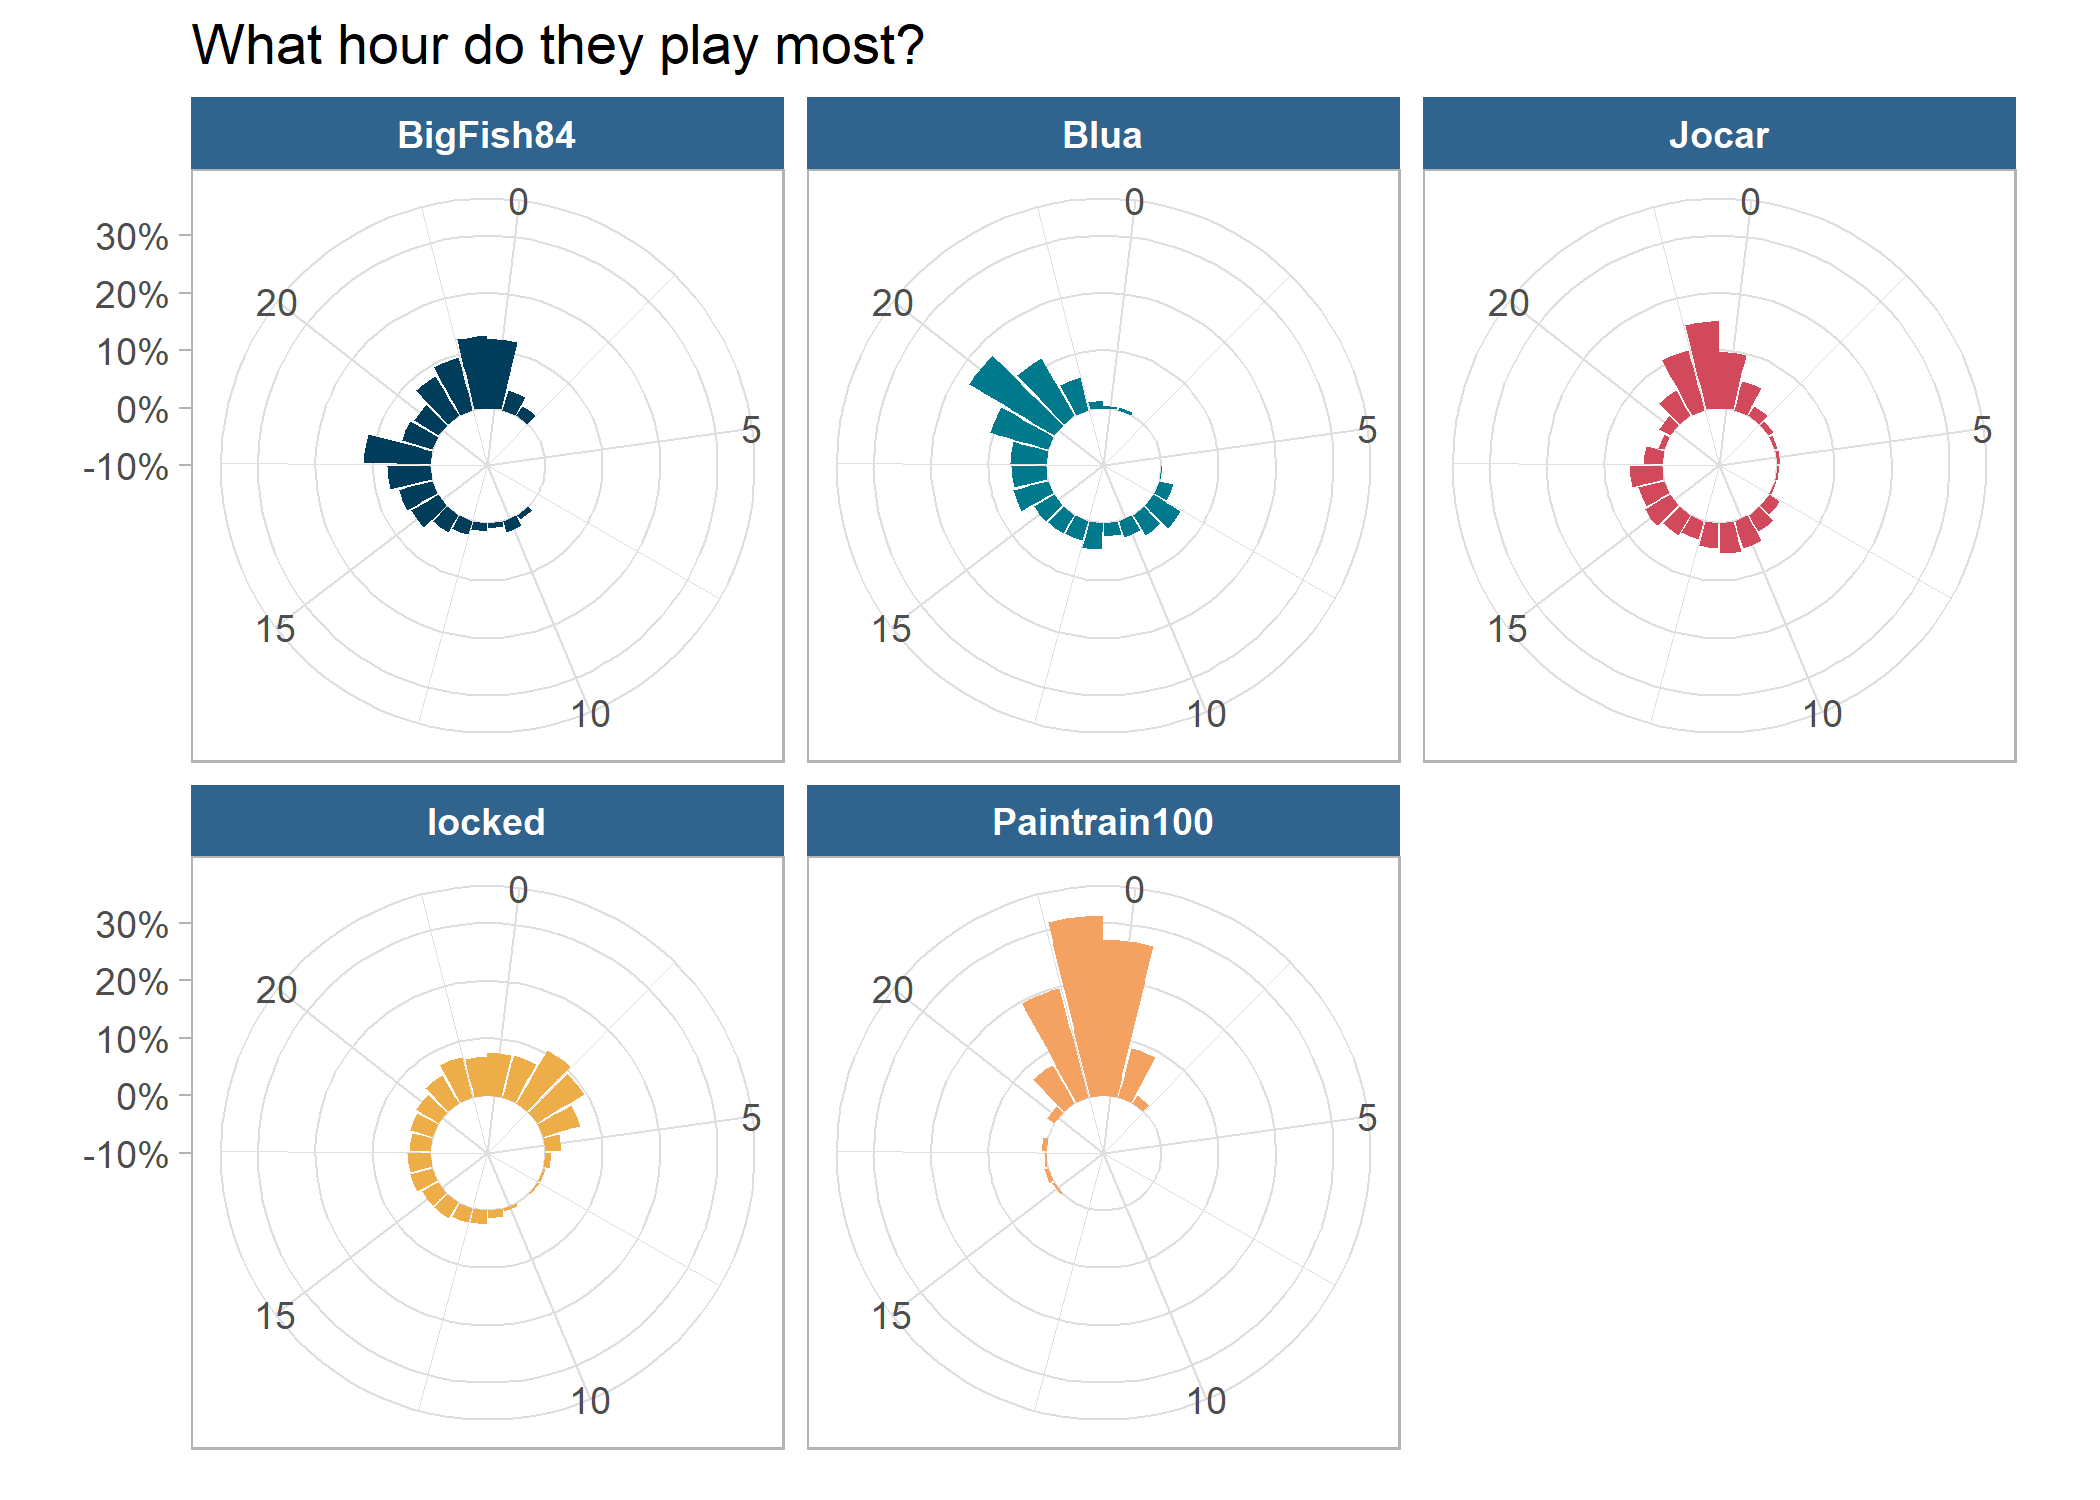 What hour do they play most?
BigFish84 Blua Jocar
0 0 0
30%
20% 20 20 20
10%
0% 5 5 5
-10%
15 15 15
10 10 10
locked Paintrain100
0 0
30%
20% 20 20
10%
0% 5 5
-10%
15 15
10 10